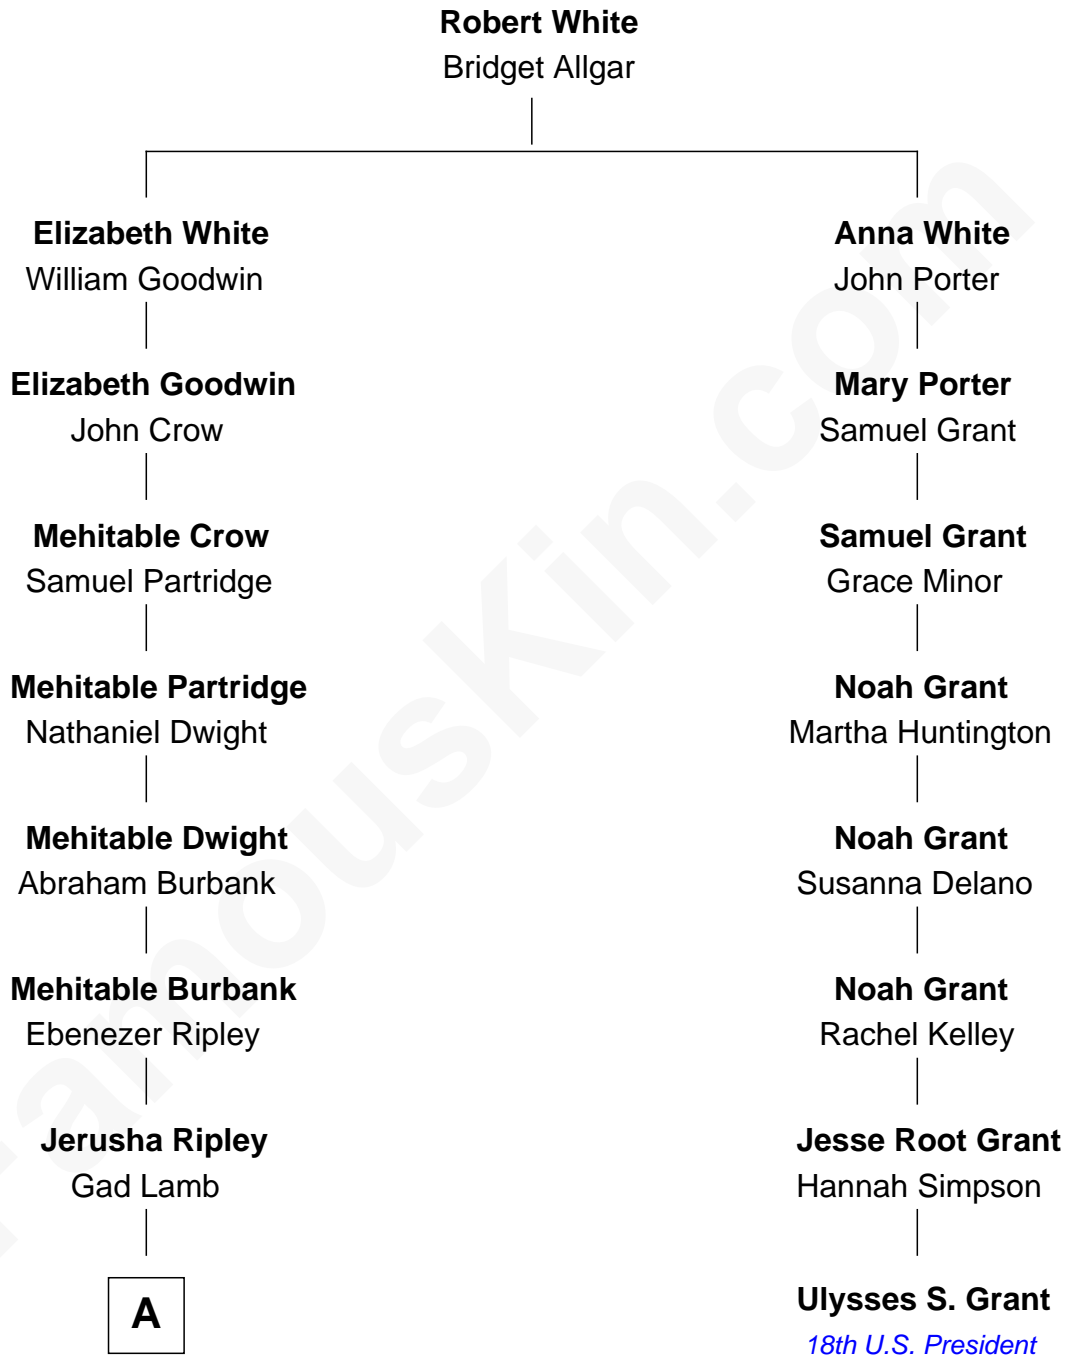 Robert White
Bridget Allgar
Elizabeth White
William Goodwin
Anna White
John Porter
Elizabeth Goodwin
John Crow
Mary Porter
Samuel Grant
Mehitable Crow
Samuel Partridge
Samuel Grant
Grace Minor
Mehitable Partridge
Nathaniel Dwight
Noah Grant
Martha Huntington
Mehitable Dwight
Abraham Burbank
Noah Grant
Susanna Delano
Mehitable Burbank
Ebenezer Ripley
Noah Grant
Rachel Kelley
Jerusha Ripley
Gad Lamb
Jesse Root Grant
Hannah Simpson
A
Ulysses S. Grant
18th U.S. President
FamousKin.com